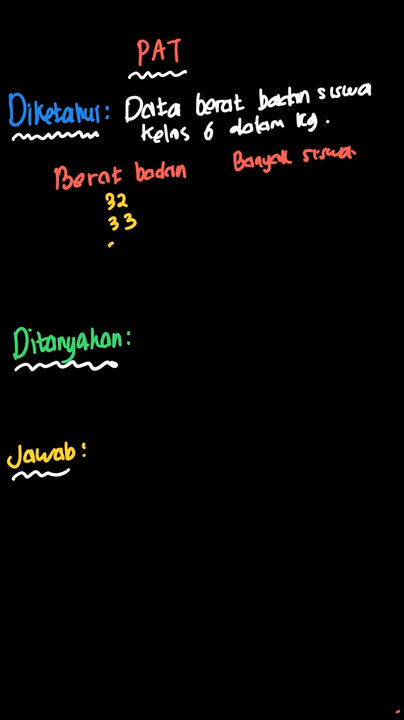 PAT
Diketahui: Data berat badan siswa
kelas 6 dalam kg.
Berat badan Banyak siswa
32
33
Ditanyakan:
Jawab: